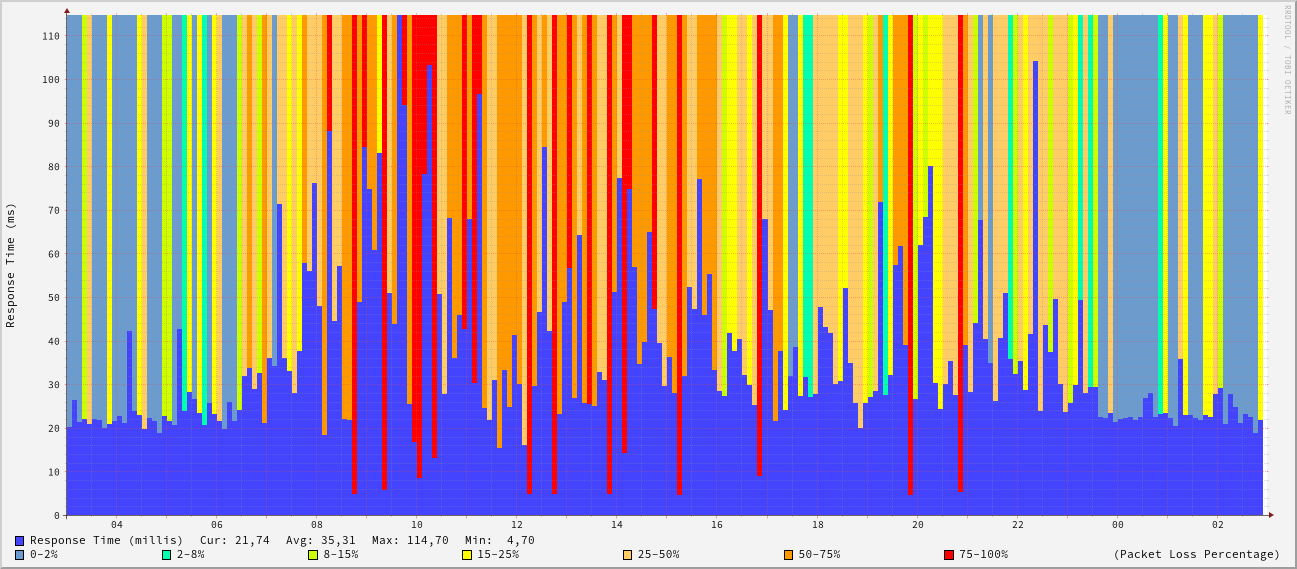 RRDTOOL / TOBI OETIKER
Response Time (ms)
110
100
90
80
70
60
50
40
30
20
10
0
04 06 08 10 12 14 16 18 20 22 00 02
Response Time (millis) Cur: 21,74 Avg: 35,31 Max: 114,70 Min: 4,70
0-2% 2-8% 8-15% 15-25% 25-50% 50-75% 75-100% (Packet Loss Percentage)